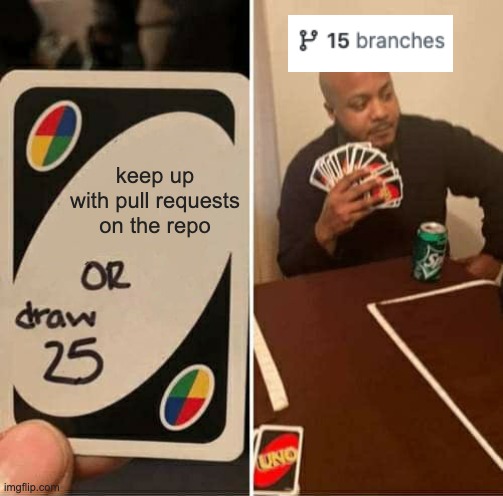 keep up
with pull requests
on the repo
OR
draw
25
15 branches
UNO
imgflip.com